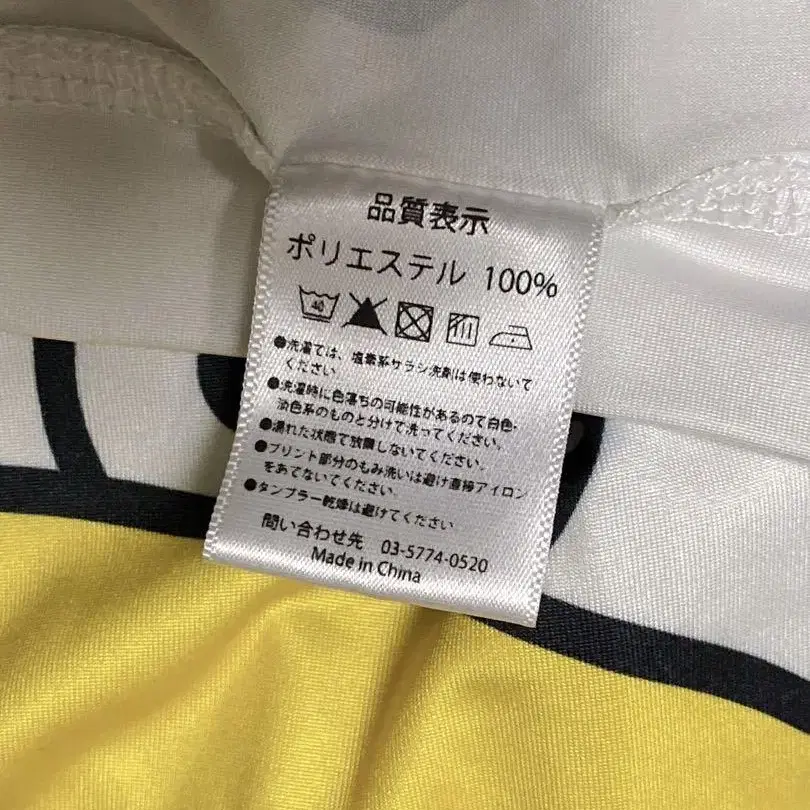 品質表示
ポリエステル 100%
40
●洗濯では、塩素系サラシ洗剤は使わないで
ください
●洗濯時に色落ちの可能性があるので白色・
淡色系のものと分けて洗ってください。
●濡れた状態で放置しないでください。
●プリント部分のもみ洗いは避け直接アイロン
をあてないでください。
●タンブラー乾燥は避けてください
問い合わせ先 03-5774-0520
Made in China